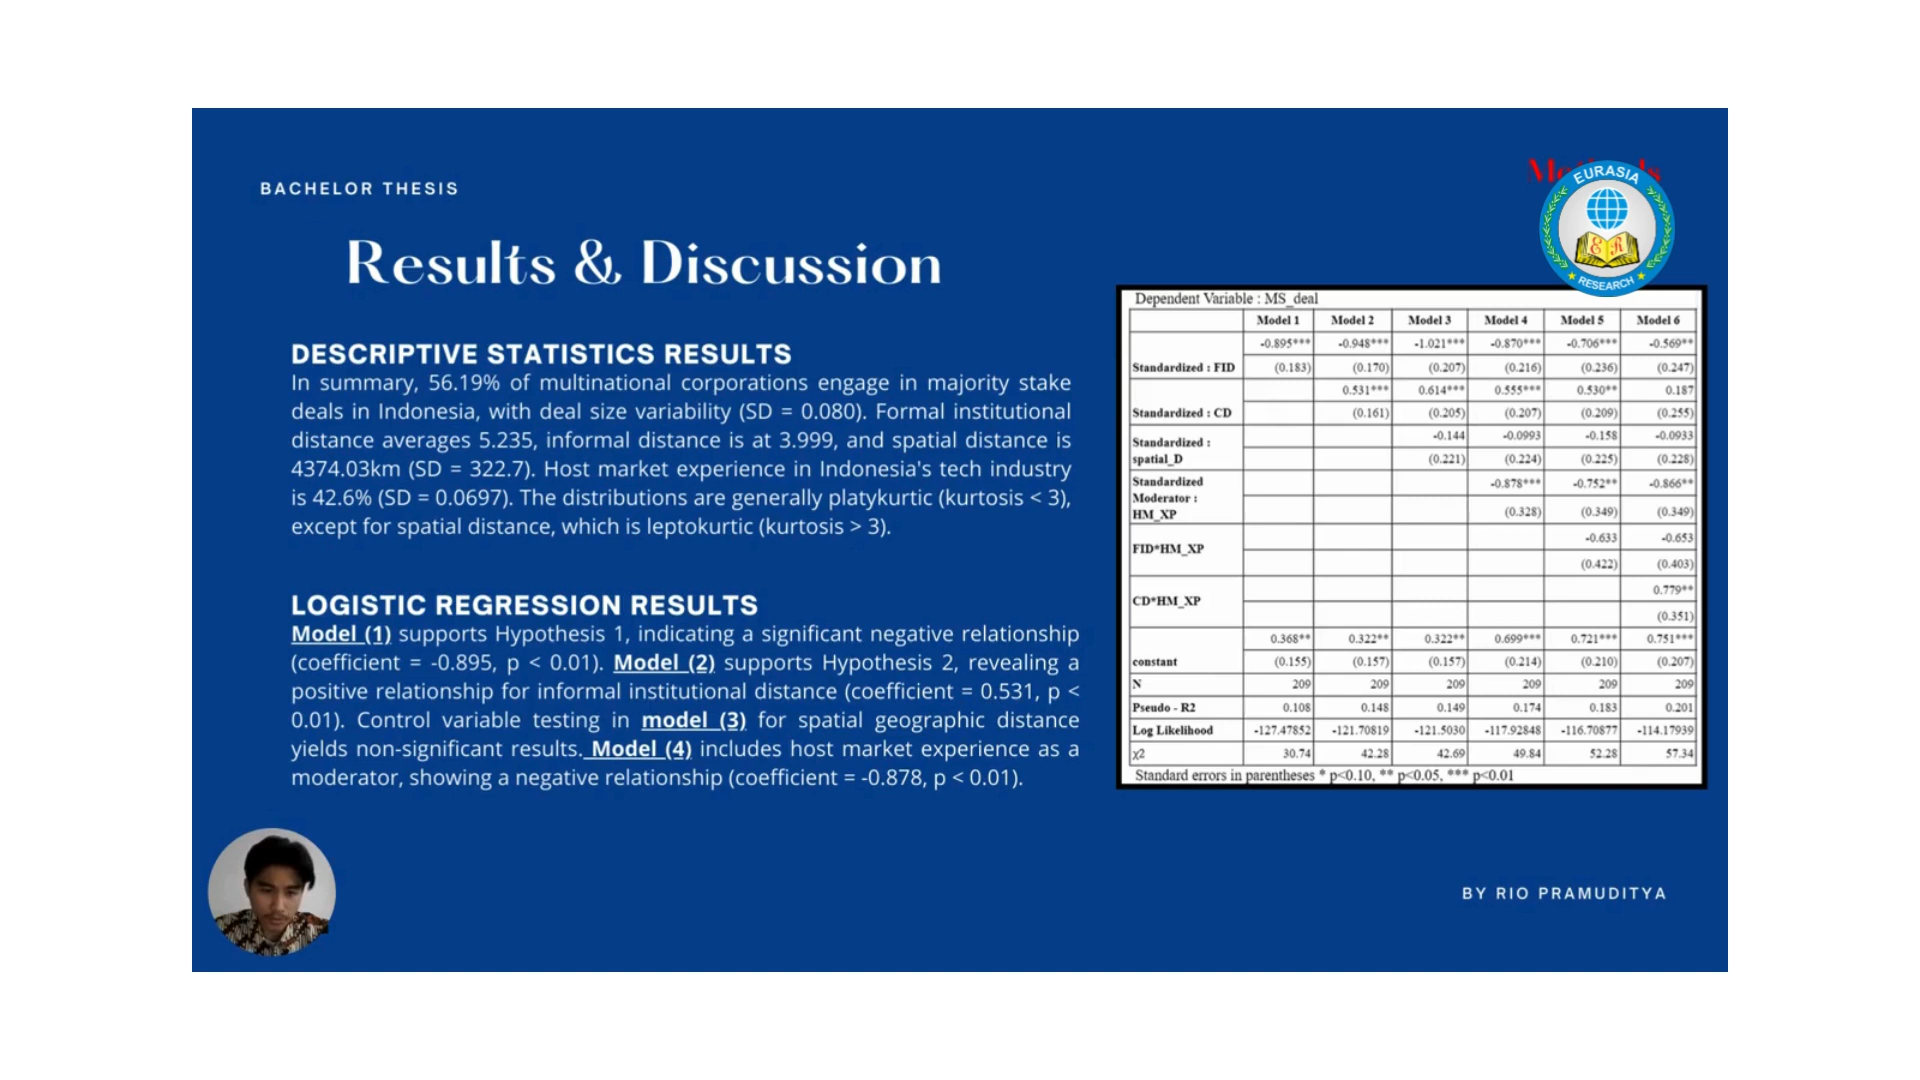 BACHELOR THESIS
EURASIA
RESEARCH
Results & Discussion
DESCRIPTIVE STATISTICS RESULTS
In summary, 56.19% of multinational corporations engage in majority stake
deals in Indonesia, with deal size variability (SD = 0.080). Formal institutional
distance averages 5.235, informal distance is at 3.999, and spatial distance is
4374.03km (SD = 322.7). Host market experience in Indonesia's tech industry
is 42.6% (SD = 0.0697). The distributions are generally platykurtic (kurtosis < 3),
except for spatial distance, which is leptokurtic (kurtosis > 3).
LOGISTIC REGRESSION RESULTS
Model (1) supports Hypothesis 1, indicating a significant negative relationship
(coefficient = -0.895, p < 0.01). Model (2) supports Hypothesis 2, revealing a
positive relationship for informal institutional distance (coefficient = 0.531, p <
0.01). Control variable testing in model (3) for spatial geographic distance
yields non-significant results. Model (4) includes host market experience as a
moderator, showing a negative relationship (coefficient = -0.878, p < 0.01).
Dependent Variable : MS_deal
Model 1 Model 2 Model 3 Model 4 Model 5 Model 6
-0.895*** -0.948*** -1.021*** -0.870*** -0.706*** -0.569**
Standardized : FID (0.183) (0.170) (0.207) (0.216) (0.236) (0.247)
0.531*** 0.614*** 0.555*** 0.530** 0.187
Standardized : CD (0.161) (0.205) (0.207) (0.209) (0.255)
Standardized : -0.144 -0.0993 -0.158 -0.0933
spatial_D (0.221) (0.224) (0.225) (0.228)
Standardized -0.878*** -0.752** -0.866**
Moderator :
HM_XP (0.328) (0.349) (0.349)
-0.633 -0.653
FID*HM_XP
(0.422) (0.403)
0.779**
CD*HM_XP
(0.351)
0.368** 0.322** 0.322** 0.699*** 0.721*** 0.751***
constant (0.155) (0.157) (0.157) (0.214) (0.210) (0.207)
N 209 209 209 209 209 209
Pseudo - R2 0.108 0.148 0.149 0.174 0.183 0.201
Log Likelihood -127.47852 -121.70819 -121.5030 -117.92848 -116.70877 -114.17939
χ2 30.74 42.28 42.69 49.84 52.28 57.34
Standard errors in parentheses * p<0.10, ** p<0.05, *** p<0.01
BY RIO PRAMUDITYA